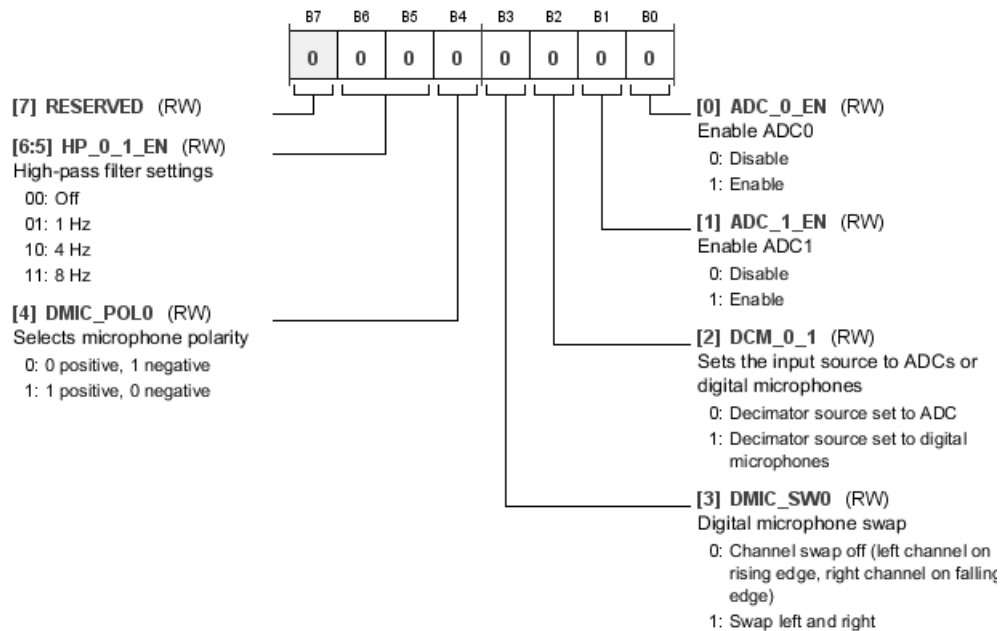 B7 B6 B5 B4 B3 B2 B1 B0
0 0 0 0 0 0 0 0
[7] RESERVED (RW)
[6:5] HP_0_1_EN (RW)
High-pass filter settings
00: Off
01: 1 Hz
10: 4 Hz
11: 8 Hz
[4] DMIC_POL0 (RW)
Selects microphone polarity
0: 0 positive, 1 negative
1: 1 positive, 0 negative
[0] ADC_0_EN (RW)
Enable ADC0
0: Disable
1: Enable
[1] ADC_1_EN (RW)
Enable ADC1
0: Disable
1: Enable
[2] DCM_0_1 (RW)
Sets the input source to ADCs or
digital microphones
0: Decimator source set to ADC
1: Decimator source set to digital
microphones
[3] DMIC_SW0 (RW)
Digital microphone swap
0: Channel swap off (left channel on
rising edge, right channel on falling
edge)
1: Swap left and right